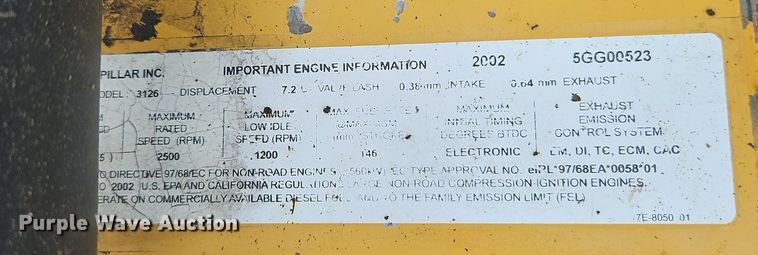 PILLAR INC. IMPORTANT ENGINE INFORMATION 2002 5GG00523
ODEL 3126 DISPLACEMENT 7.2 VALVE LASH 0.38mm INTAKE 0.64 mm EXHAUST
MAXIMUM MAXIMUM MAXIMUM EXHAUST
RATED LOW IDLE @MAXIMUM INITIAL TIMING EMISSION
SPEED (RPM) SPEED (RPM) DEGREES BTDC CONTROL SYSTEM
5) 2500 1200 146 ELECTRONIC EM, DI, TC, ECM, CAC
O DIRECTIVE 97/68/EC FOR NON-ROAD ENGINES EC TYPE APPROVAL NO. 97/68EA*0058*01
O 2002 U.S. EPA AND CALIFORNIA REGULATIONS LARGE NON-ROAD COMPRESSION IGNITION ENGINES.
ERATE ON COMMERCIALLY AVAILABLE DIESEL FUEL AND TO THE FAMILY EMISSION LIMIT (FEL)
7E-8050 01
Purple Wave Auction